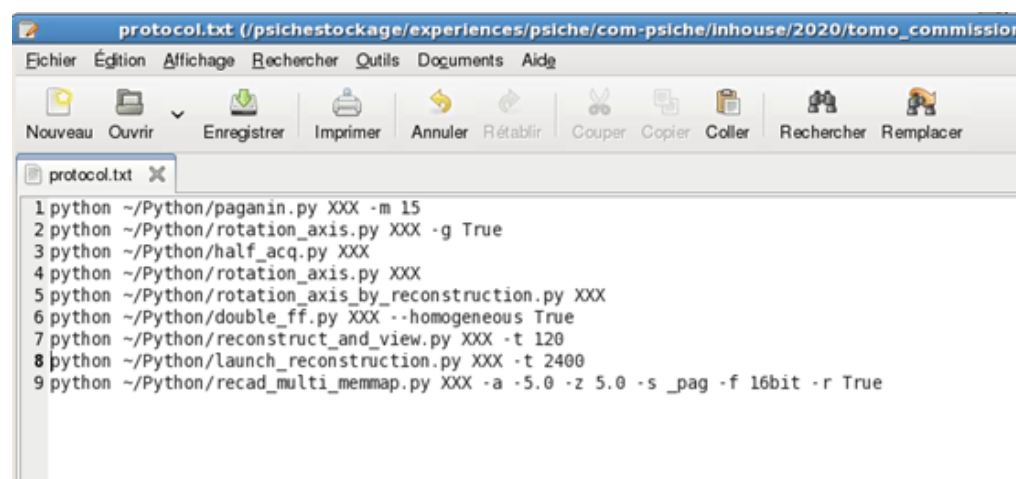 protocol.txt (/psichestockage/experiences/psiche/com-psiche/inhouse/2020/tomo_commission
Fichier Édition Affichage Rechercher Outils Documents Aide
Nouveau Ouvrir Enregistrer Imprimer Annuler Rétablir Couper Copier Coller Rechercher Remplacer
protocol.txt
1 python ~/Python/paganin.py XXX -m 15
2 python ~/Python/rotation_axis.py XXX -g True
3 python ~/Python/half_acq.py XXX
4 python ~/Python/rotation_axis.py XXX
5 python ~/Python/rotation_axis_by_reconstruction.py XXX
6 python ~/Python/double_ff.py XXX --homogeneous True
7 python ~/Python/reconstruct_and_view.py XXX -t 120
8 python ~/Python/launch_reconstruction.py XXX -t 2400
9 python ~/Python/recad_multi_memmap.py XXX -a -5.0 -z 5.0 -s _pag -f 16bit -r True